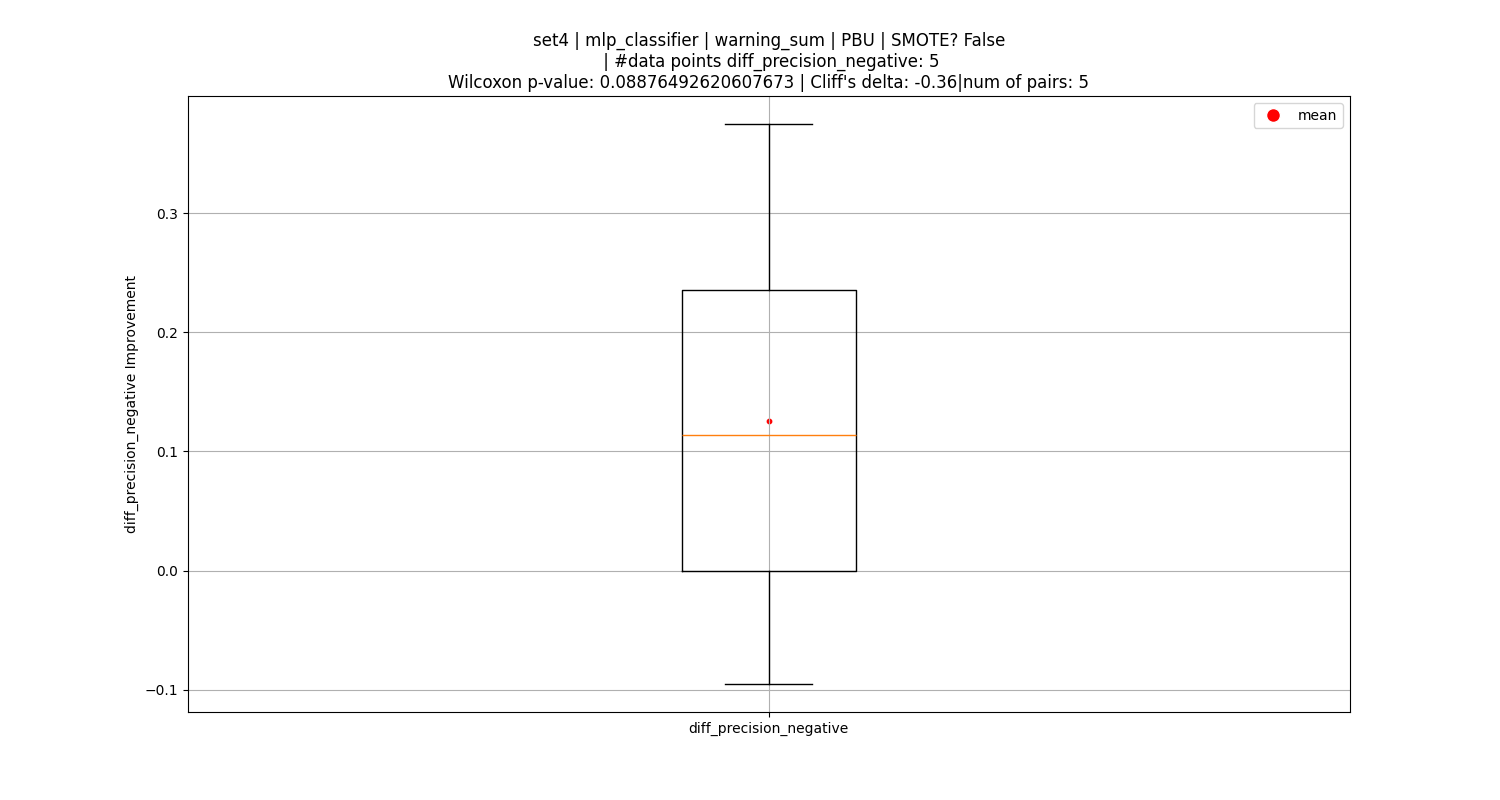 set4 | mlp_classifier | warning_sum | PBU | SMOTE? False
| #data points diff_precision_negative: 5
Wilcoxon p-value: 0.08876492620607673 | Cliff's delta: -0.36|num of pairs: 5
mean
0.3
0.2
0.1
0.0
−0.1
diff_precision_negative Improvement
diff_precision_negative